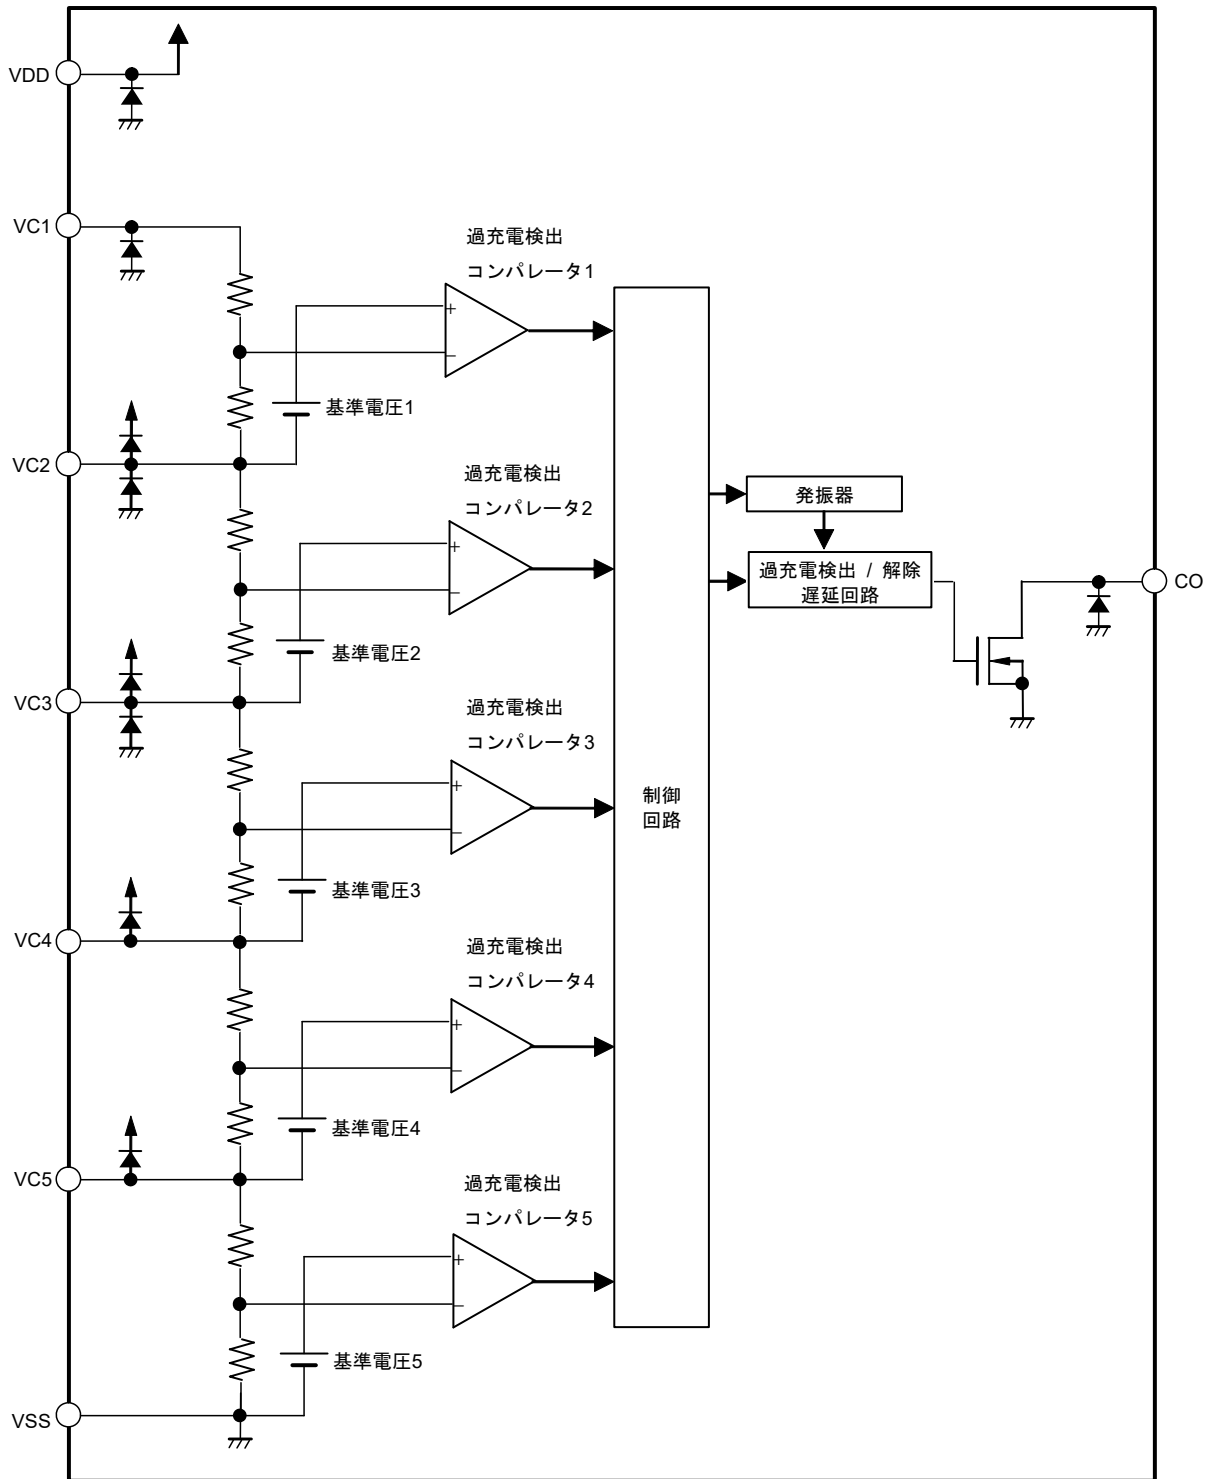 VDD
VC1
過充電検出
コンパレータ1
+
−
基準電圧1
VC2
過充電検出
コンパレータ2
+
−
発振器
過充電検出 / 解除
遅延回路
CO
基準電圧2
VC3
過充電検出
コンパレータ3
+
−
制御
回路
基準電圧3
VC4
過充電検出
コンパレータ4
+
−
基準電圧4
VC5
過充電検出
コンパレータ5
+
−
基準電圧5
VSS